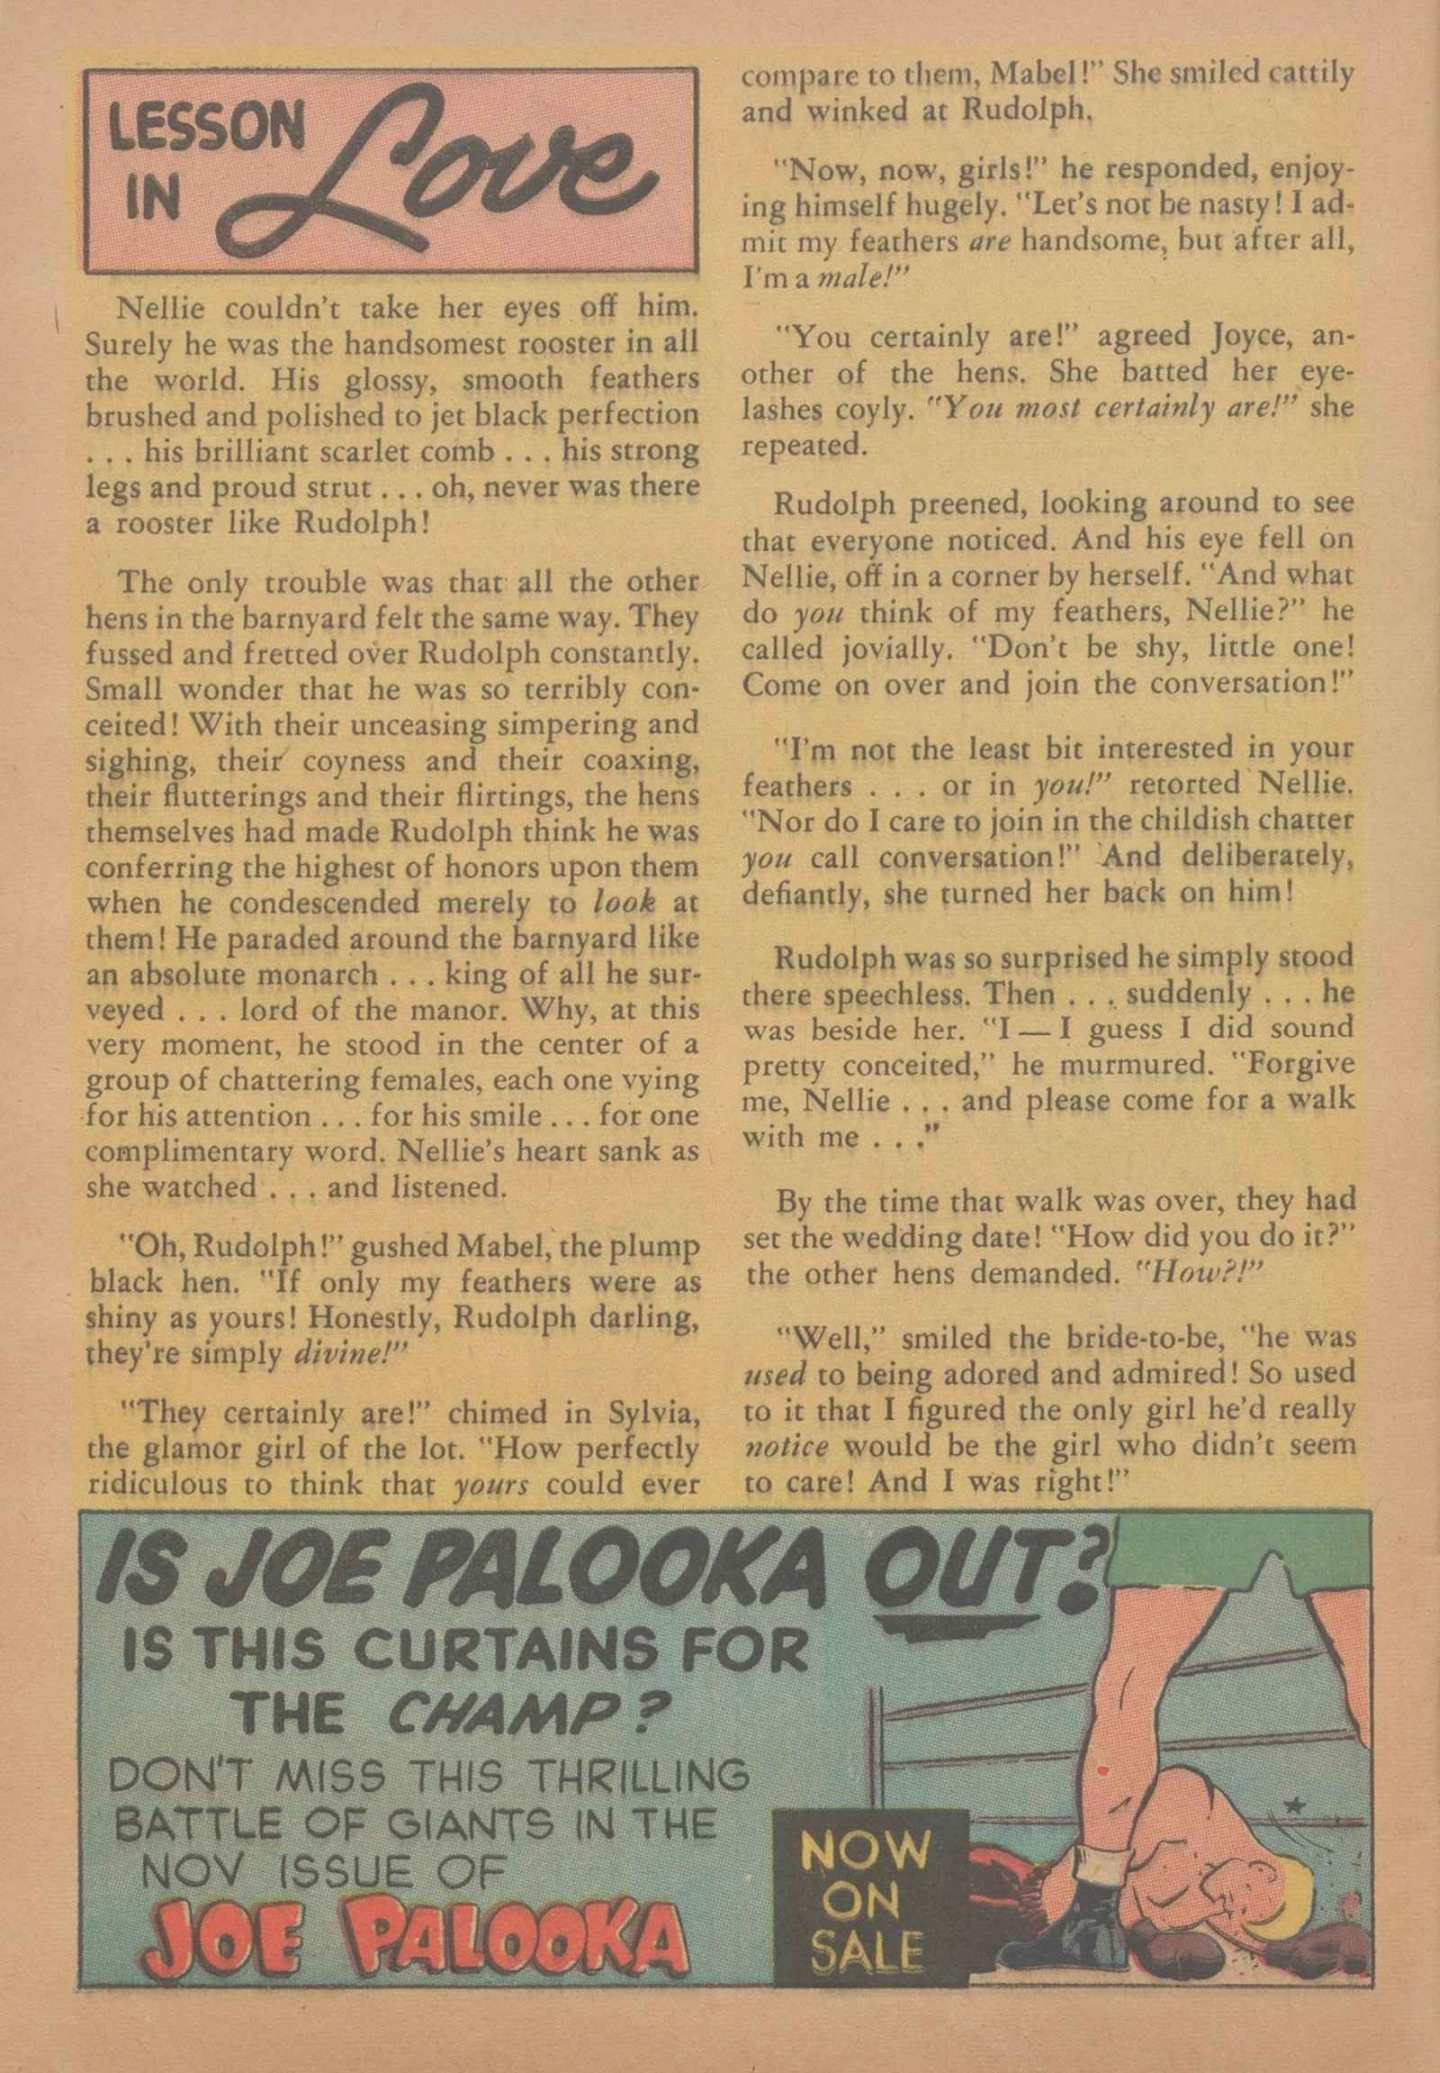 LESSON
IN Love
Nellie couldn't take her eyes off him.
Surely he was the handsomest rooster in all
the world. His glossy, smooth feathers
brushed and polished to jet black perfection
. . . his brilliant scarlet comb . . . his strong
legs and proud strut . . . oh, never was there
a rooster like Rudolph!
The only trouble was that all the other
hens in the barnyard felt the same way. They
fussed and fretted over Rudolph constantly.
Small wonder that he was so terribly con-
ceited! With their unceasing simpering and
sighing, their coyness and their coaxing,
their flutterings and their flirtings, the hens
themselves had made Rudolph think he was
conferring the highest of honors upon them
when he condescended merely to look at
them! He paraded around the barnyard like
an absolute monarch . . . king of all he sur-
veyed . . . lord of the manor. Why, at this
very moment, he stood in the center of a
group of chattering females, each one vying
for his attention . . . for his smile . . . for one
complimentary word. Nellie's heart sank as
she watched . . . and listened.
"Oh, Rudolph!" gushed Mabel, the plump
black hen. "If only my feathers were as
shiny as yours! Honestly, Rudolph darling,
they're simply divine!"
"They certainly are!" chimed in Sylvia,
the glamor girl of the lot. "How perfectly
ridiculous to think that yours could ever
compare to them, Mabel!" She smiled cattily
and winked at Rudolph.
"Now, now, girls!" he responded, enjoy-
ing himself hugely. "Let's not be nasty! I ad-
mit my feathers are handsome, but after all,
I'm a male!"
"You certainly are!" agreed Joyce, an-
other of the hens. She batted her eye-
lashes coyly. "You most certainly are!" she
repeated.
Rudolph preened, looking around to see
that everyone noticed. And his eye fell on
Nellie, off in a corner by herself. "And what
do you think of my feathers, Nellie?" he
called jovially. "Don't be shy, little one!
Come on over and join the conversation!"
"I'm not the least bit interested in your
feathers . . . or in you!" retorted Nellie.
"Nor do I care to join in the childish chatter
you call conversation!" And deliberately,
defiantly, she turned her back on him!
Rudolph was so surprised he simply stood
there speechless. Then . . . suddenly . . . he
was beside her. "I — I guess I did sound
pretty conceited," he murmured. "Forgive
me, Nellie . . . and please come for a walk
with me . . ."
By the time that walk was over, they had
set the wedding date! "How did you do it?"
the other hens demanded. "How?!"
"Well," smiled the bride-to-be, "he was
used to being adored and admired! So used
to it that I figured the only girl he'd really
notice would be the girl who didn't seem
to care! And I was right!"
IS JOE PALOOKA OUT?
IS THIS CURTAINS FOR
THE CHAMP?
DON'T MISS THIS THRILLING
BATTLE OF GIANTS IN THE
NOV ISSUE OF
JOE PALOOKA
NOW
ON
SALE